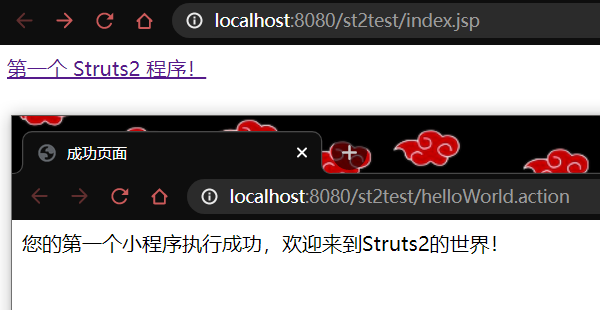 localhost:8080/st2test/index.jsp
第一个 Struts2 程序！
成功页面
localhost:8080/st2test/helloWorld.action
您的第一个小程序执行成功，欢迎来到Struts2的世界！